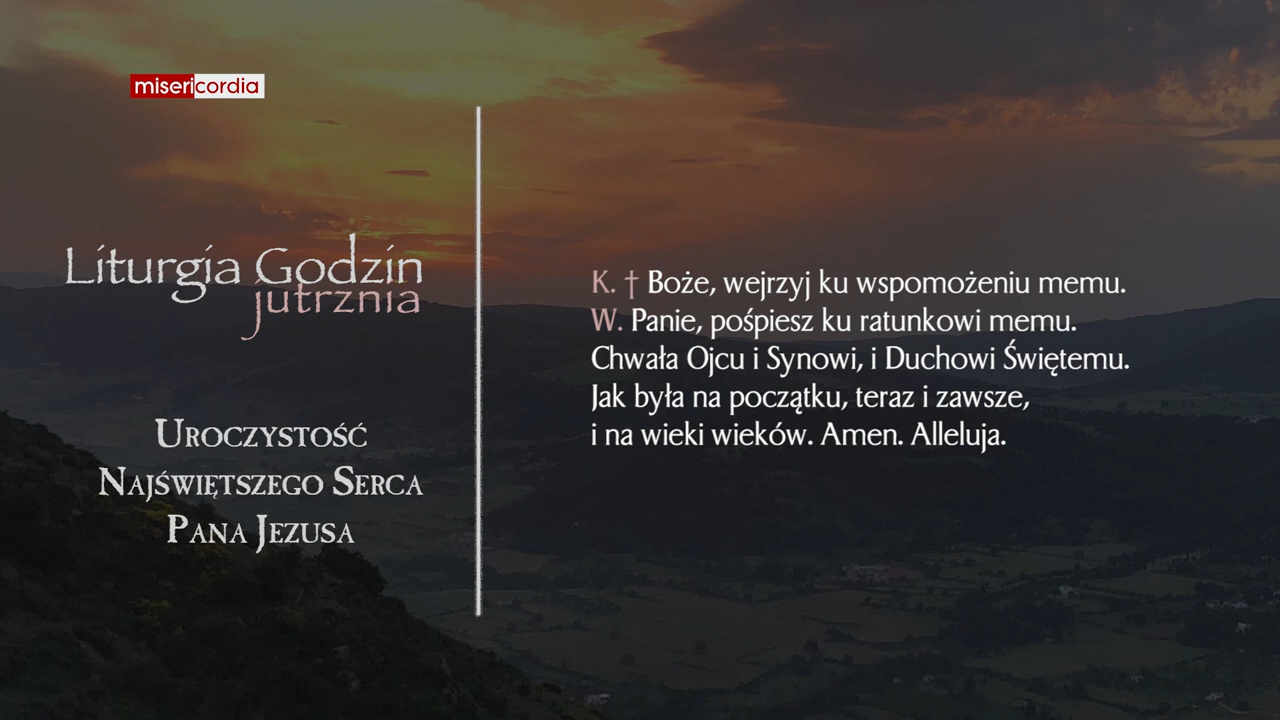 misericordia
Liturgia Godzin
jutrznia
Uroczystość
Najświętszego Serca
Pana Jezusa
K. † Boże, wejrzyj ku wspomożeniu memu.
W. Panie, pośpiesz ku ratunkowi memu.
Chwała Ojcu i Synowi, i Duchowi Świętemu.
Jak była na początku, teraz i zawsze,
i na wieki wieków. Amen. Alleluja.